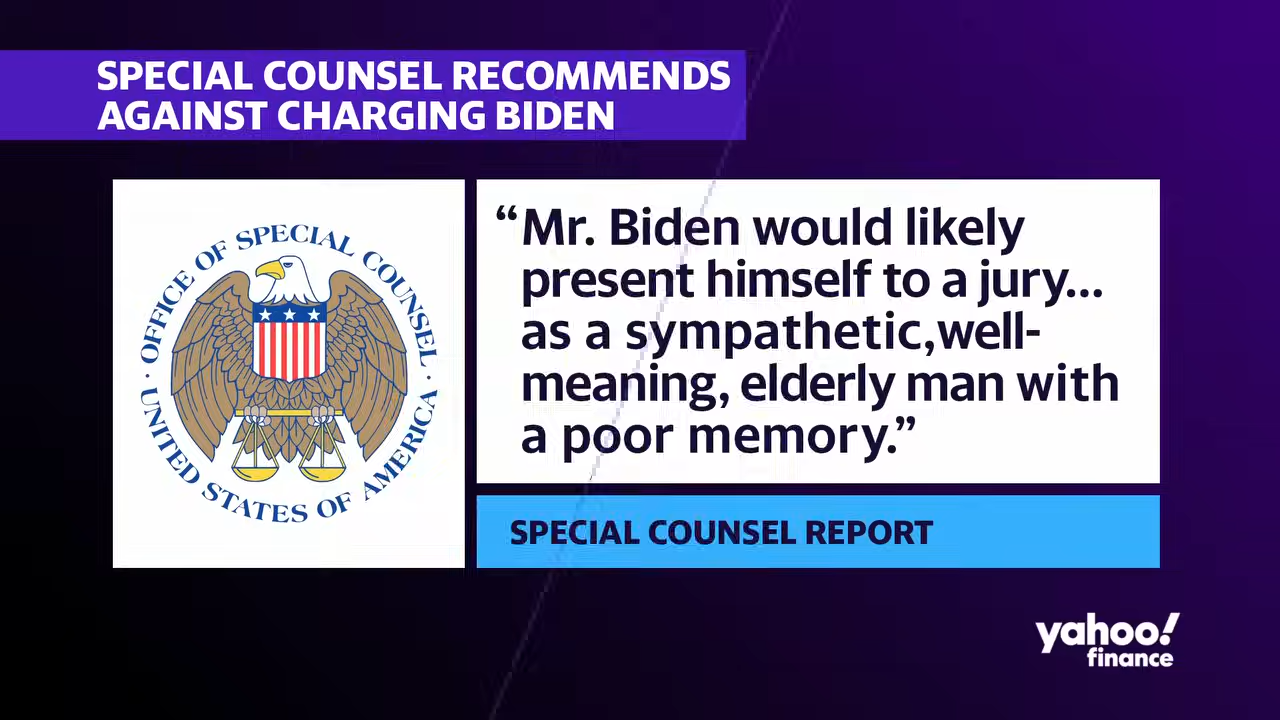 SPECIAL COUNSEL RECOMMENDS
AGAINST CHARGING BIDEN
· OFFICE OF SPECIAL COUNSEL ·
UNITED STATES OF AMERICA
“Mr. Biden would likely
present himself to a jury...
as a sympathetic,well-
meaning, elderly man with
a poor memory.”
SPECIAL COUNSEL REPORT
yahoo!
finance